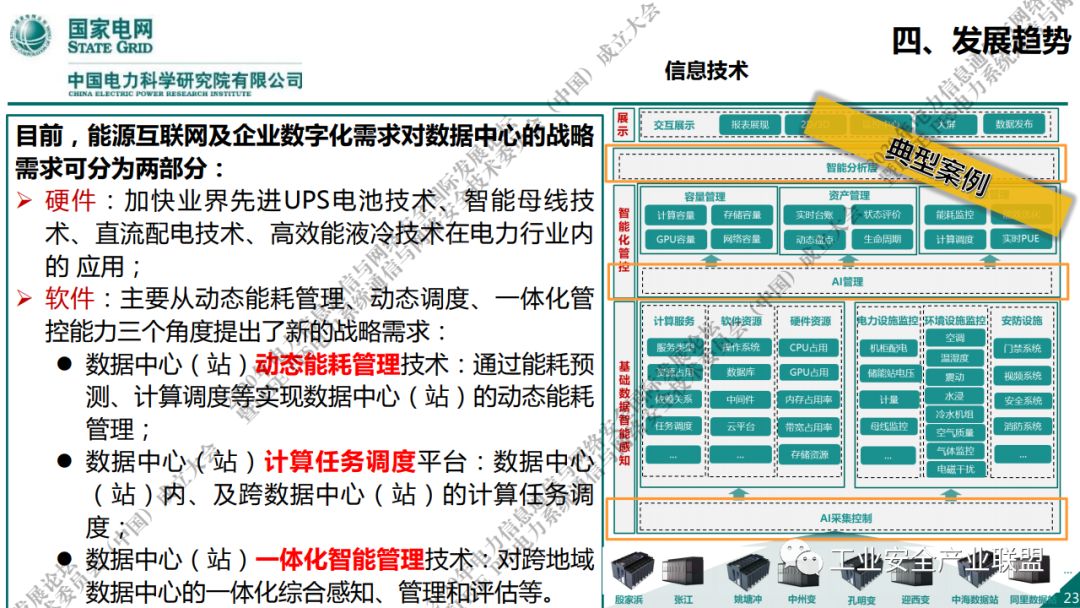 国家电网
STATE GRID
中国电力科学研究院有限公司
CHINA ELECTRIC POWER RESEARCH INSTITUTE
四、发展趋势
信息技术
目前，能源互联网及企业数字化需求对数据中心的战略
需求可分为两部分：
硬件：加快业界先进UPS电池技术、智能母线技
术、直流配电技术、高效能液冷技术在电力行业内
的 应用；
软件：主要从动态能耗管理、动态调度、一体化管
控能力三个角度提出了新的战略需求：
数据中心（站）动态能耗管理技术：通过能耗预
测、计算调度等实现数据中心（站）的动态能耗
管理；
数据中心（站）计算任务调度平台：数据中心
（站）内、及跨数据中心（站）的计算任务调
度；
数据中心（站）一体化智能管理技术：对跨地域
数据中心的一体化综合感知、管理和评估等。
展示
交互展示
报表展现
大屏
数据发布
典型案例
智能分析层
智能化管控
容量管理
资产管理
计算容量
存储容量
实时台账
状态评价
能耗监控
GPU容量
网络容量
动态盘点
生命周期
计算调度
实时PUE
AI管理
基础数据智能感知
计算服务
软件资源
硬件资源
电力设施监控
环境设施监控
安防设施
服务类型
资源占用
依赖关系
任务调度
...
操作系统
数据库
中间件
云平台
...
CPU占用
GPU占用
内存占用率
带宽占用率
存储资源
机柜配电
储能站电压
计量
母线监控
...
空调
温湿度
震动
水浸
冷水机组
空气质量
气体监控
电磁干扰
门禁系统
视频系统
安全系统
消防系统
...
AI采集控制
工业安全产业联盟
殷家浜
张江
姚塘冲
中州变
孔明变
迎西变
中海数据站
阿里数据
...
23